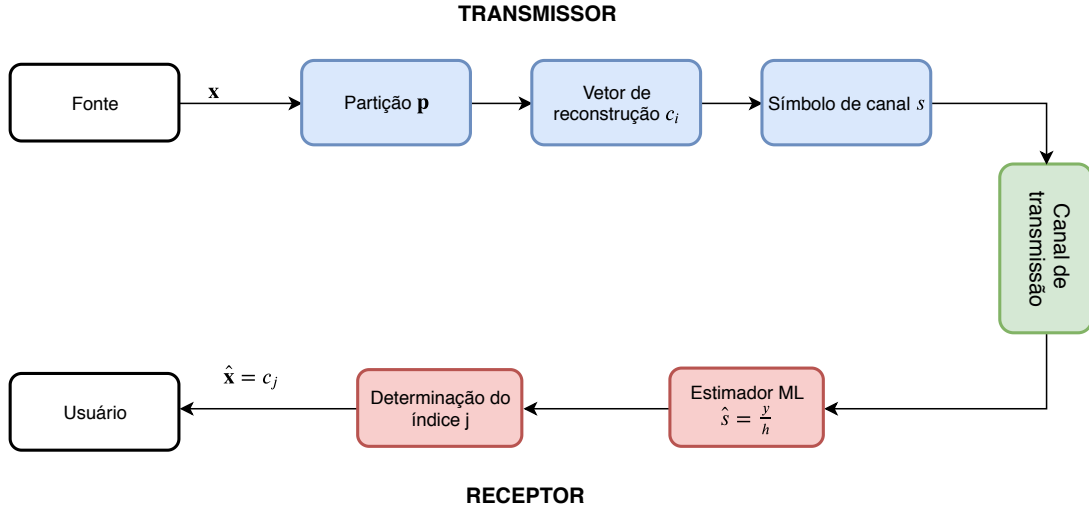 TRANSMISSOR
Fonte
x
Partição p
Vetor de
reconstrução c_i
Símbolo de canal s
Canal de
transmissão
x̂ = c_j
Usuário
Determinação do
índice j
Estimador ML
ŝ = y/h
RECEPTOR